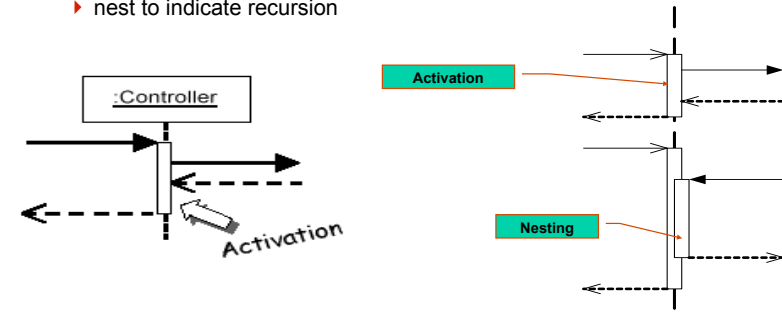 nest to indicate recursion
:Controller
Activation
Activation
Nesting